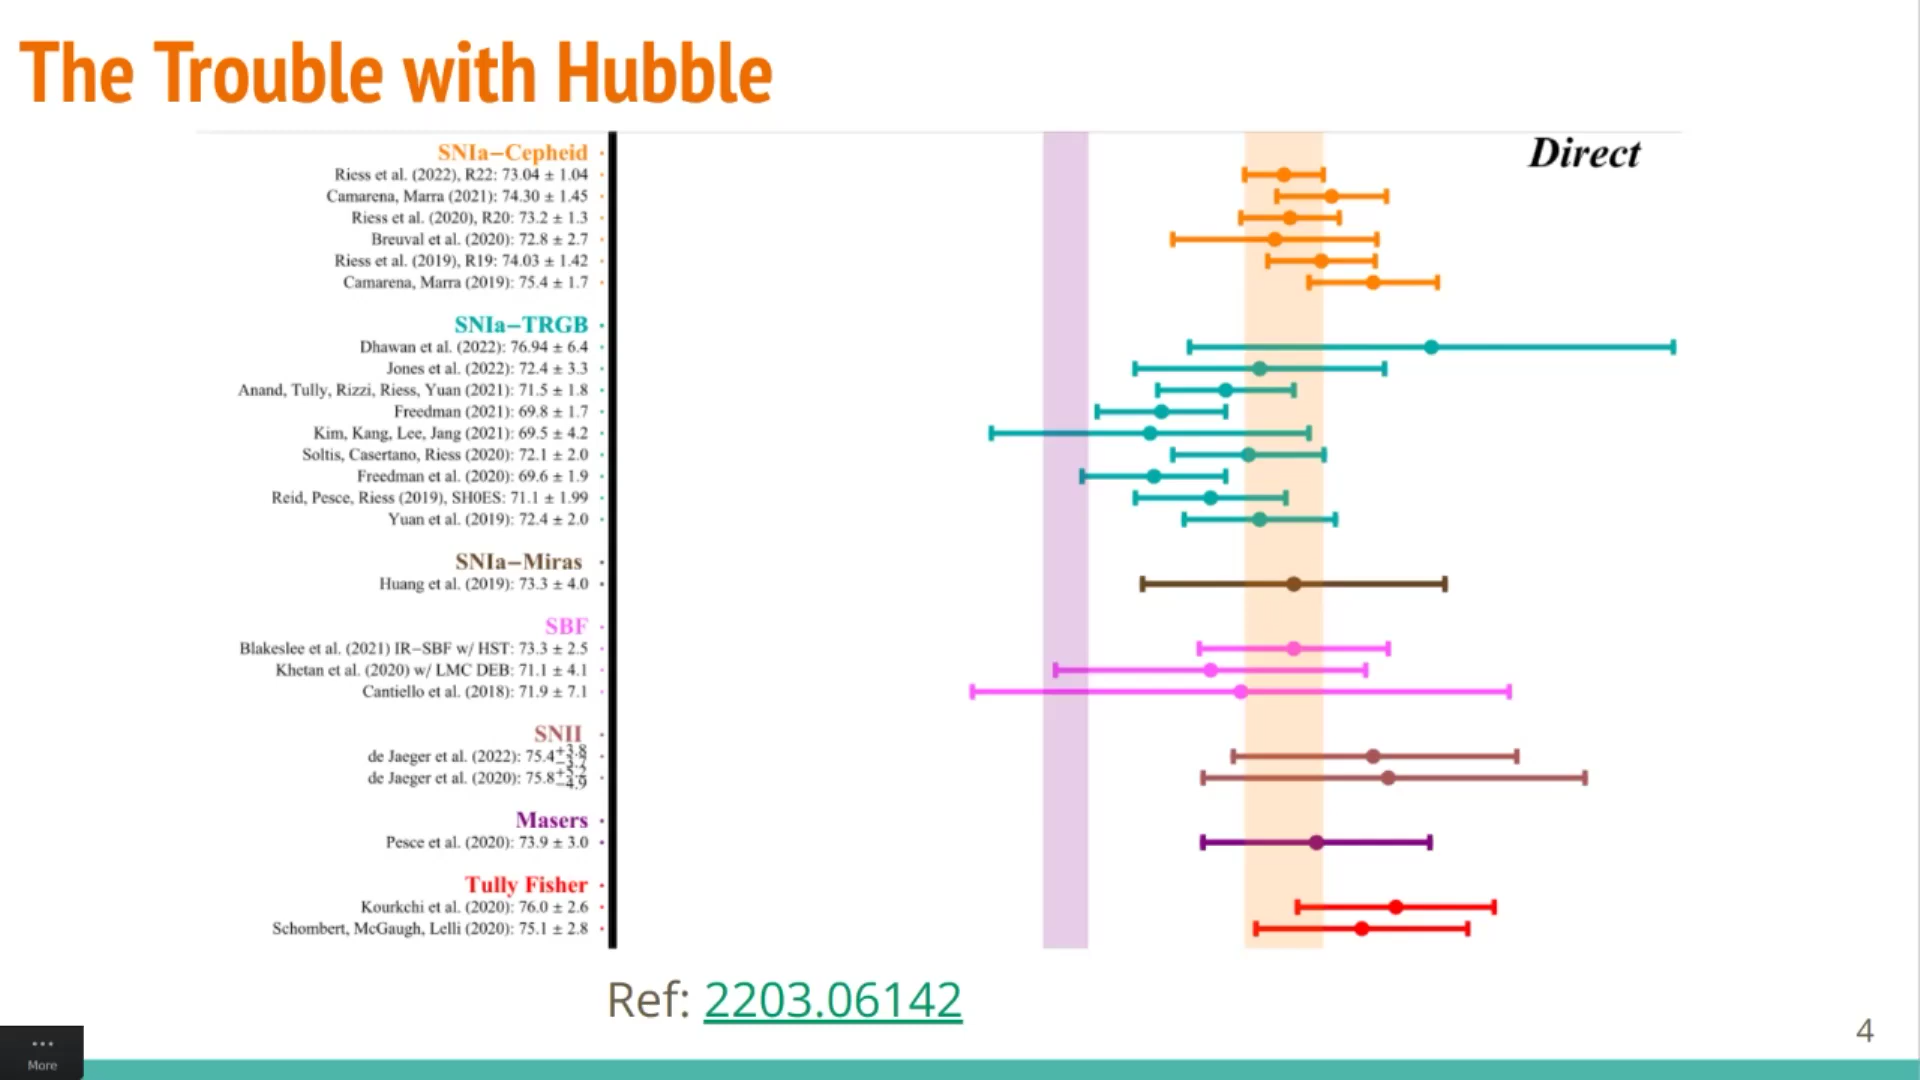 The Trouble with Hubble
Direct
SNIa–Cepheid
Riess et al. (2022), R22: 73.04 ± 1.04
Camarena, Marra (2021): 74.30 ± 1.45
Riess et al. (2020), R20: 73.2 ± 1.3
Breuval et al. (2020): 72.8 ± 2.7
Riess et al. (2019), R19: 74.03 ± 1.42
Camarena, Marra (2019): 75.4 ± 1.7
SNIa–TRGB
Dhawan et al. (2022): 76.94 ± 6.4
Jones et al. (2022): 72.4 ± 3.3
Anand, Tully, Rizzi, Riess, Yuan (2021): 71.5 ± 1.8
Freedman (2021): 69.8 ± 1.7
Kim, Kang, Lee, Jang (2021): 69.5 ± 4.2
Soltis, Casertano, Riess (2020): 72.1 ± 2.0
Freedman et al. (2020): 69.6 ± 1.9
Reid, Pesce, Riess (2019), SH0ES: 71.1 ± 1.99
Yuan et al. (2019): 72.4 ± 2.0
SNIa–Miras
Huang et al. (2019): 73.3 ± 4.0
SBF
Blakeslee et al. (2021) IR–SBF w/ HST: 73.3 ± 2.5
Khetan et al. (2020) w/ LMC DEB: 71.1 ± 4.1
Cantiello et al. (2018): 71.9 ± 7.1
SNII
de Jaeger et al. (2022): 75.4 +3.8 −3.7
de Jaeger et al. (2020): 75.8 +5.2 −4.9
Masers
Pesce et al. (2020): 73.9 ± 3.0
Tully Fisher
Kourkchi et al. (2020): 76.0 ± 2.6
Schombert, McGaugh, Lelli (2020): 75.1 ± 2.8
Ref: 2203.06142
4
More